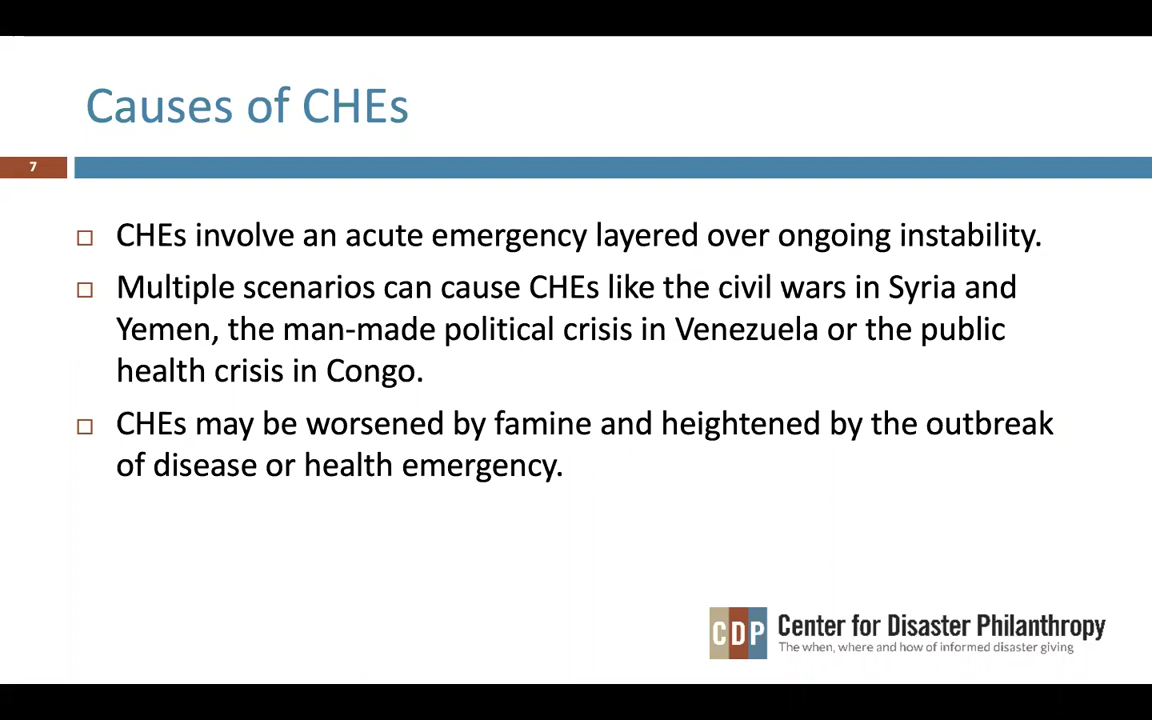 Causes of CHEs
7
CHEs involve an acute emergency layered over ongoing instability.
Multiple scenarios can cause CHEs like the civil wars in Syria and
Yemen, the man-made political crisis in Venezuela or the public
health crisis in Congo.
CHEs may be worsened by famine and heightened by the outbreak
of disease or health emergency.
CDP Center for Disaster Philanthropy
The when, where and how of informed disaster giving